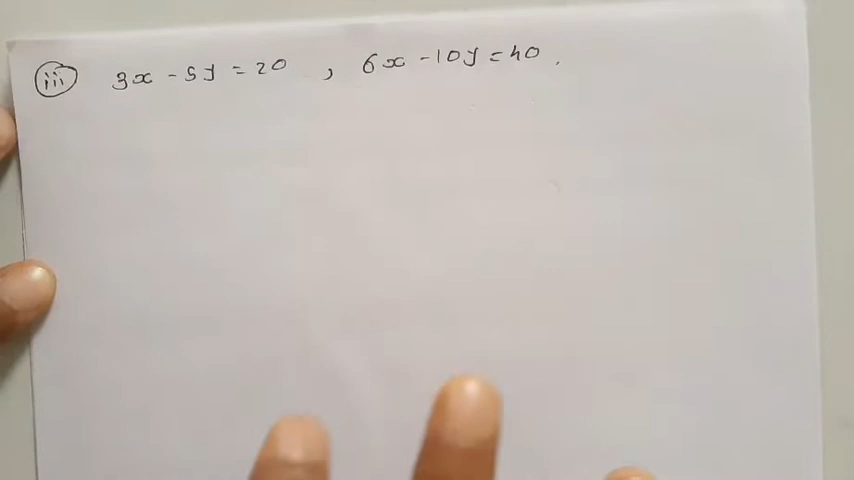 iii 3x - 5y = 20 , 6x - 10y = 40 .